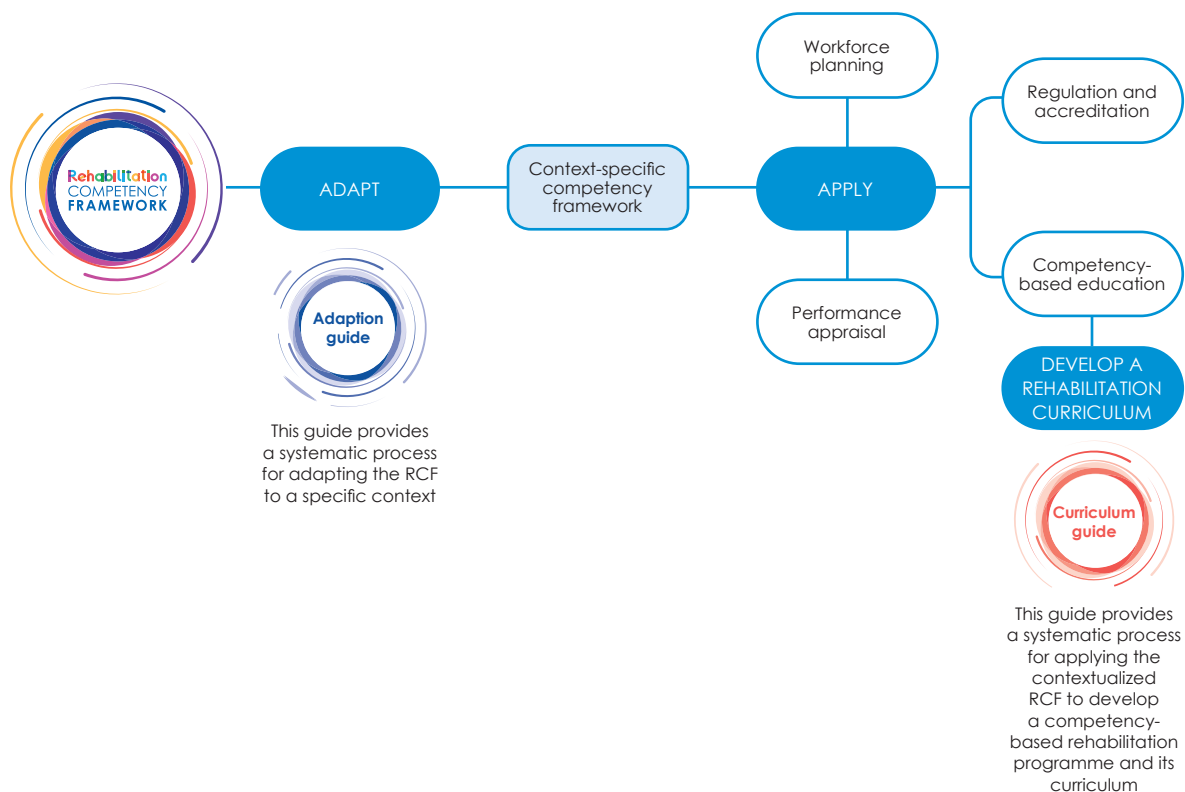 Rehabilitation
COMPETENCY
FRAMEWORK
ADAPT
Adaption
guide
This guide provides
a systematic process
for adapting the RCF
to a specific context
Context-specific
competency
framework
Workforce
planning
APPLY
Performance
appraisal
Regulation and
accreditation
Competency-
based education
DEVELOP A
REHABILITATION
CURRICULUM
Curriculum
guide
This guide provides
a systematic process
for applying the
contextualized
RCF to develop
a competency-
based rehabilitation
programme and its
curriculum